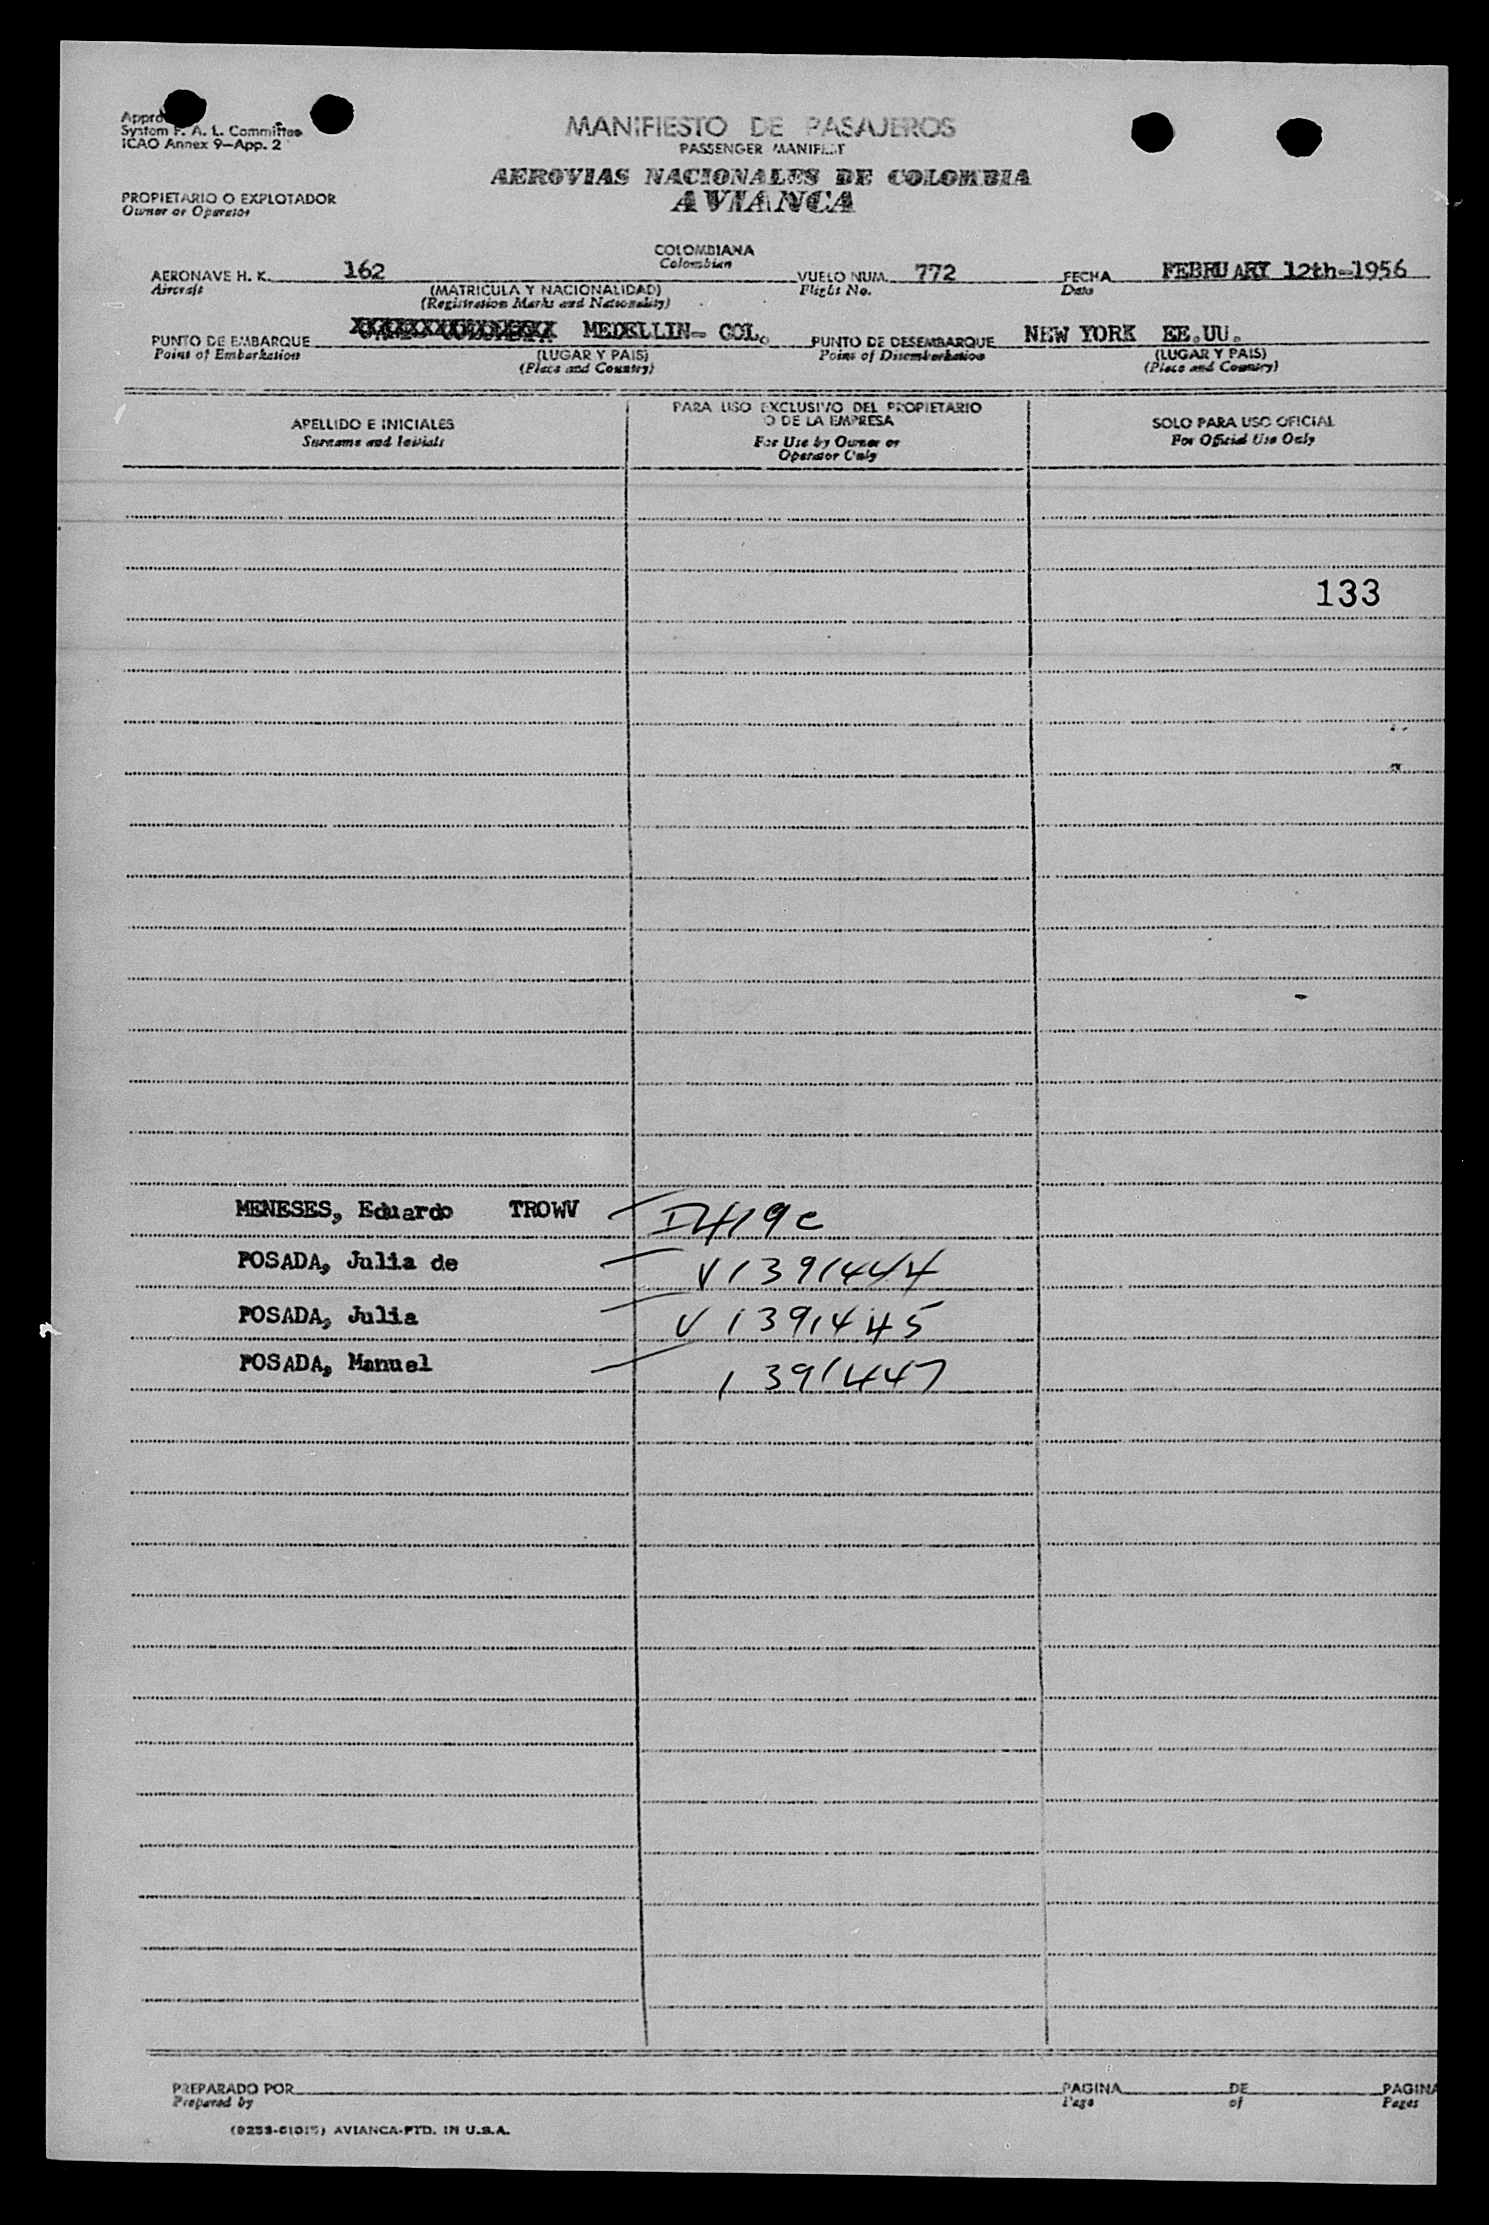 System F. A. L. Committee
ICAO Annex 9—App. 2
MANIFIESTO DE PASAJEROS
PASSENGER MANIFEST
AEROVIAS NACIONALES DE COLOMBIA
AVIANCA
PROPIETARIO O EXPLOTADOR
Owner or Operator
COLOMBIANA
Colombian
AERONAVE H. K. 162 VUELO NUM. 772 FECHA FEBRUARY 12th-1956
Aircraft (MATRICULA Y NACIONALIDAD) Flight No. Date
(Registration Marks and Nationality)
PUNTO DE EMBARQUE MEDELLIN- COL. PUNTO DE DESEMBARQUE NEW YORK EE.UU.
Point of Embarkation (LUGAR Y PAIS) Point of Disembarkation (LUGAR Y PAIS)
(Place and Country) (Place and Country)
APELLIDO E INICIALES
Surname and Initials
PARA USO EXCLUSIVO DEL PROPIETARIO
O DE LA EMPRESA
For Use by Owner or
Operator Only
SOLO PARA USO OFICIAL
For Official Use Only
133
MENESES, Eduardo TROWV I419c
POSADA, Julia de V1391444
POSADA, Julia V1391445
POSADA, Manuel 1391447
PREPARADO POR PAGINA DE PAGINA
Prepared by Page of Pages
AVIANCA-PTD. IN U.S.A.